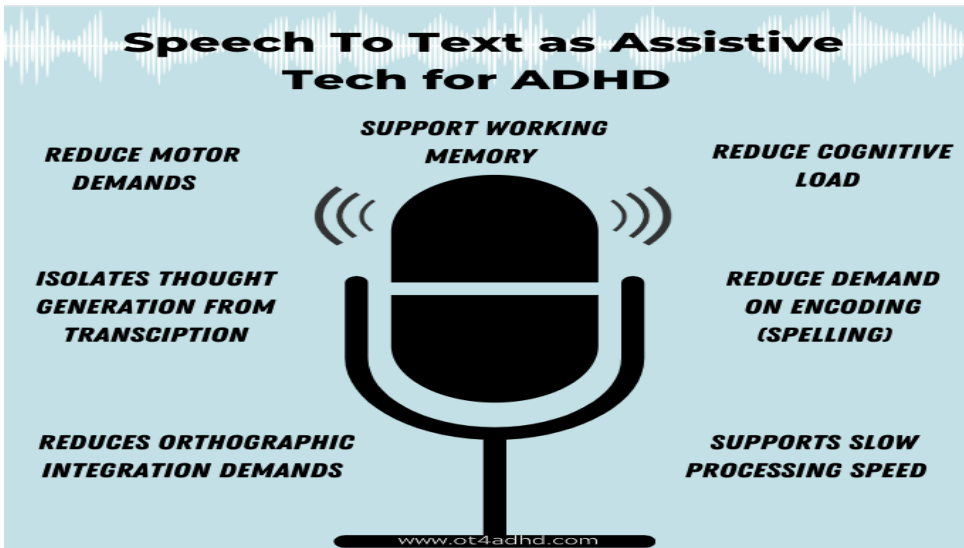 Speech To Text as Assistive
Tech for ADHD
SUPPORT WORKING
MEMORY
REDUCE MOTOR
DEMANDS
REDUCE COGNITIVE
LOAD
ISOLATES THOUGHT
GENERATION FROM
TRANSCIPTION
REDUCE DEMAND
ON ENCODING
(SPELLING)
REDUCES ORTHOGRAPHIC
INTEGRATION DEMANDS
SUPPORTS SLOW
PROCESSING SPEED
www.ot4adhd.com